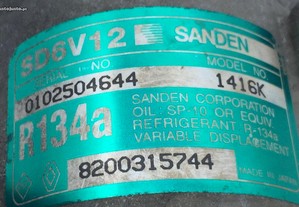 SD6V12 SANDEN
SERIAL NO MODEL NO
0102504644 1416K
R134a
SANDEN CORPORATION
OIL: SP-10 OR EQUIV
REFRIGERANT: R-134a
VARIABLE DISPLACEMENT
8200315744
MADE IN